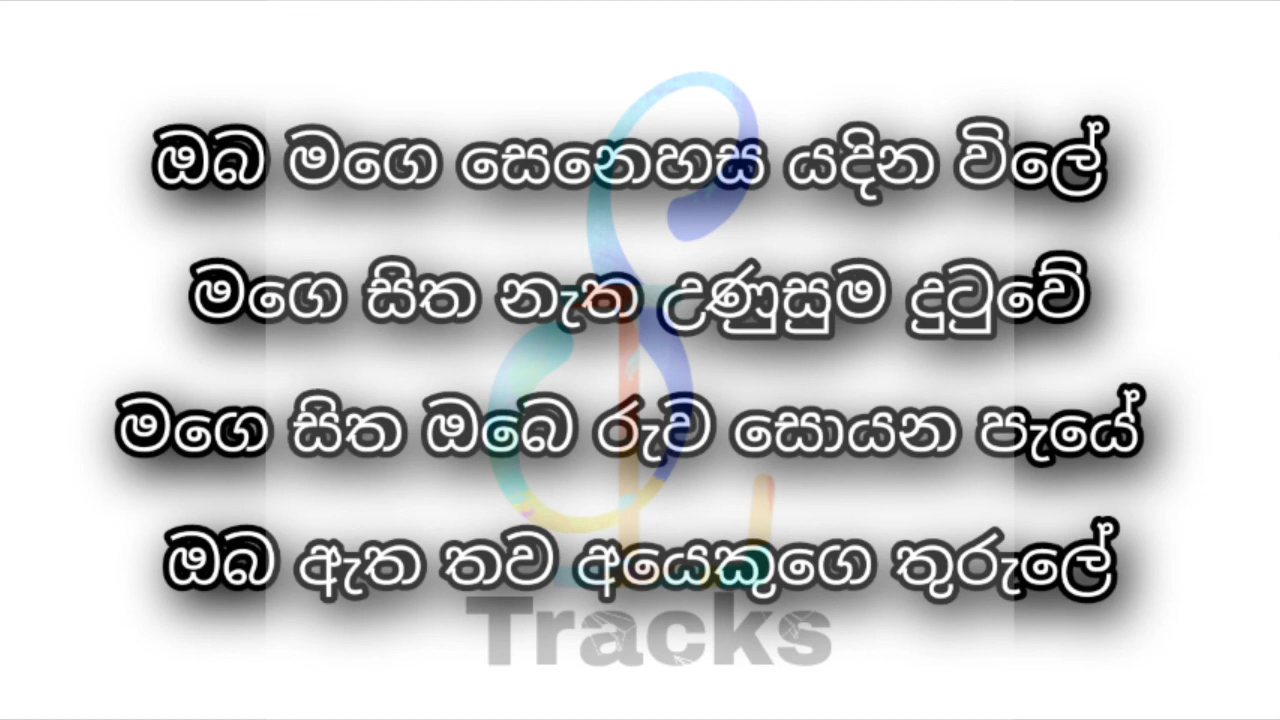 ඔබ මගෙ සෙනෙහස යදින විලේ
මගෙ සිත නැත උණුසුම දුටුවේ
මගෙ සිත ඔබේ රුව සොයන පැයේ
ඔබ ඇත තව අයෙකුගෙ තුරුලේ
Tracks